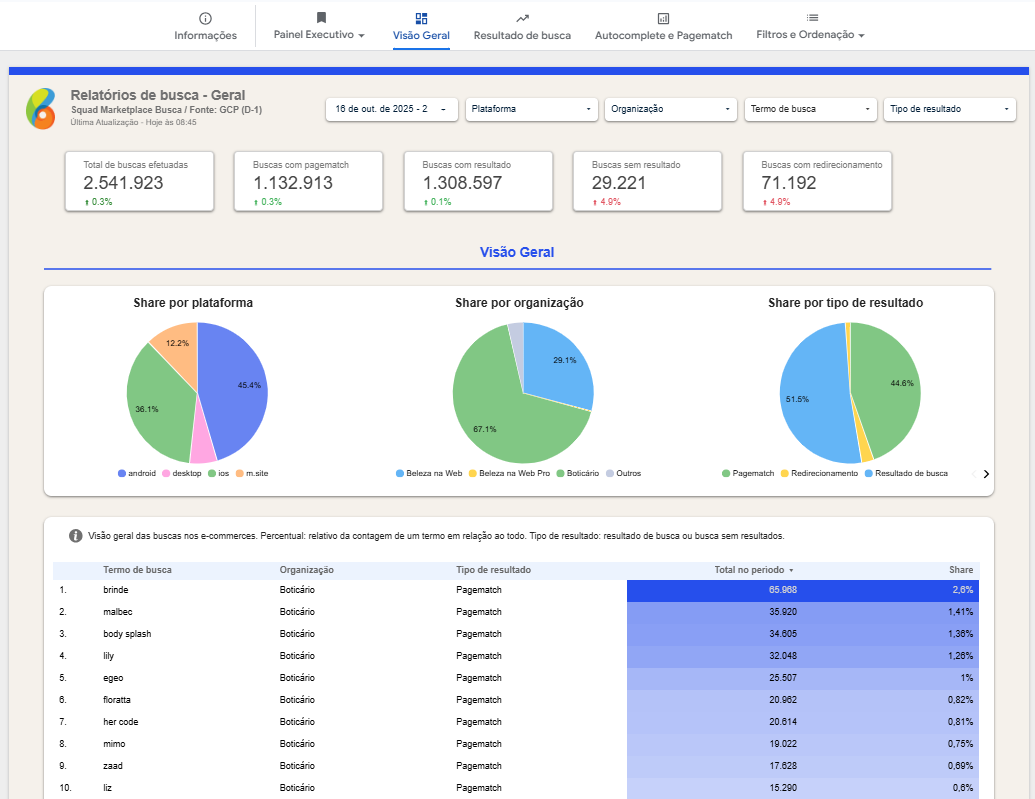 Informações
Painel Executivo
Visão Geral
Resultado de busca
Autocomplete e Pagematch
Filtros e Ordenação
Relatórios de busca - Geral
Squad Marketplace Busca / Fonte: GCP (D-1)
Última Atualização - Hoje às 08:45
16 de out. de 2025 - 2
Plataforma
Organização
Termo de busca
Tipo de resultado
Total de buscas efetuadas
2.541.923
0.3%
Buscas com pagematch
1.132.913
0.3%
Buscas com resultado
1.308.597
0.1%
Buscas sem resultado
29.221
4.9%
Buscas com redirecionamento
71.192
4.9%
Visão Geral
Share por plataforma
12.2%
45.4%
36.1%
android desktop ios m.site
Share por organização
29.1%
67.1%
Beleza na Web Beleza na Web Pro Boticário Outros
Share por tipo de resultado
44.6%
51.5%
Pagematch Redirecionamento Resultado de busca
Visão geral das buscas nos e-commerces. Percentual: relativo da contagem de um termo em relação ao todo. Tipo de resultado: resultado de busca ou busca sem resultados.
Termo de busca Organização Tipo de resultado Total no periodo Share
1. brinde Boticário Pagematch 65.968 2,6%
2. malbec Boticário Pagematch 35.920 1,41%
3. body splash Boticário Pagematch 34.605 1,36%
4. lily Boticário Pagematch 32.048 1,26%
5. egeo Boticário Pagematch 25.507 1%
6. floratta Boticário Pagematch 20.962 0,82%
7. her code Boticário Pagematch 20.614 0,81%
8. mimo Boticário Pagematch 19.022 0,75%
9. zaad Boticário Pagematch 17.628 0,69%
10. liz Boticário Pagematch 15.290 0,6%